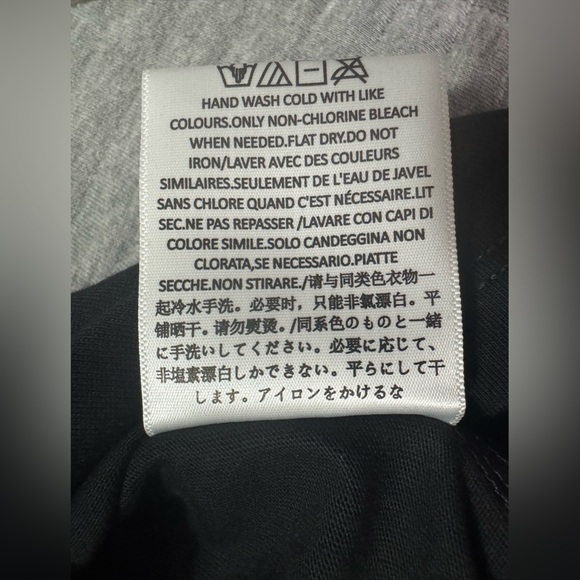 HAND WASH COLD WITH LIKE
COLOURS.ONLY NON-CHLORINE BLEACH
WHEN NEEDED.FLAT DRY.DO NOT
IRON/LAVER AVEC DES COULEURS
SIMILAIRES.SEULEMENT DE L'EAU DE JAVEL
SANS CHLORE QUAND C'EST NÉCESSAIRE.LIT
SEC.NE PAS REPASSER /LAVARE CON CAPI DI
COLORE SIMILE.SOLO CANDEGGINA NON
CLORATA,SE NECESSARIO.PIATTE
SECCHE.NON STIRARE./请与同类色衣物一
起冷水手洗。必要时，只能非氯漂白。平
铺晒干。请勿熨烫。/同系色のものと一緒
に手洗いしてください。必要に応じて、
非塩素漂白しかできない。平らにして干
します。アイロンをかけるな